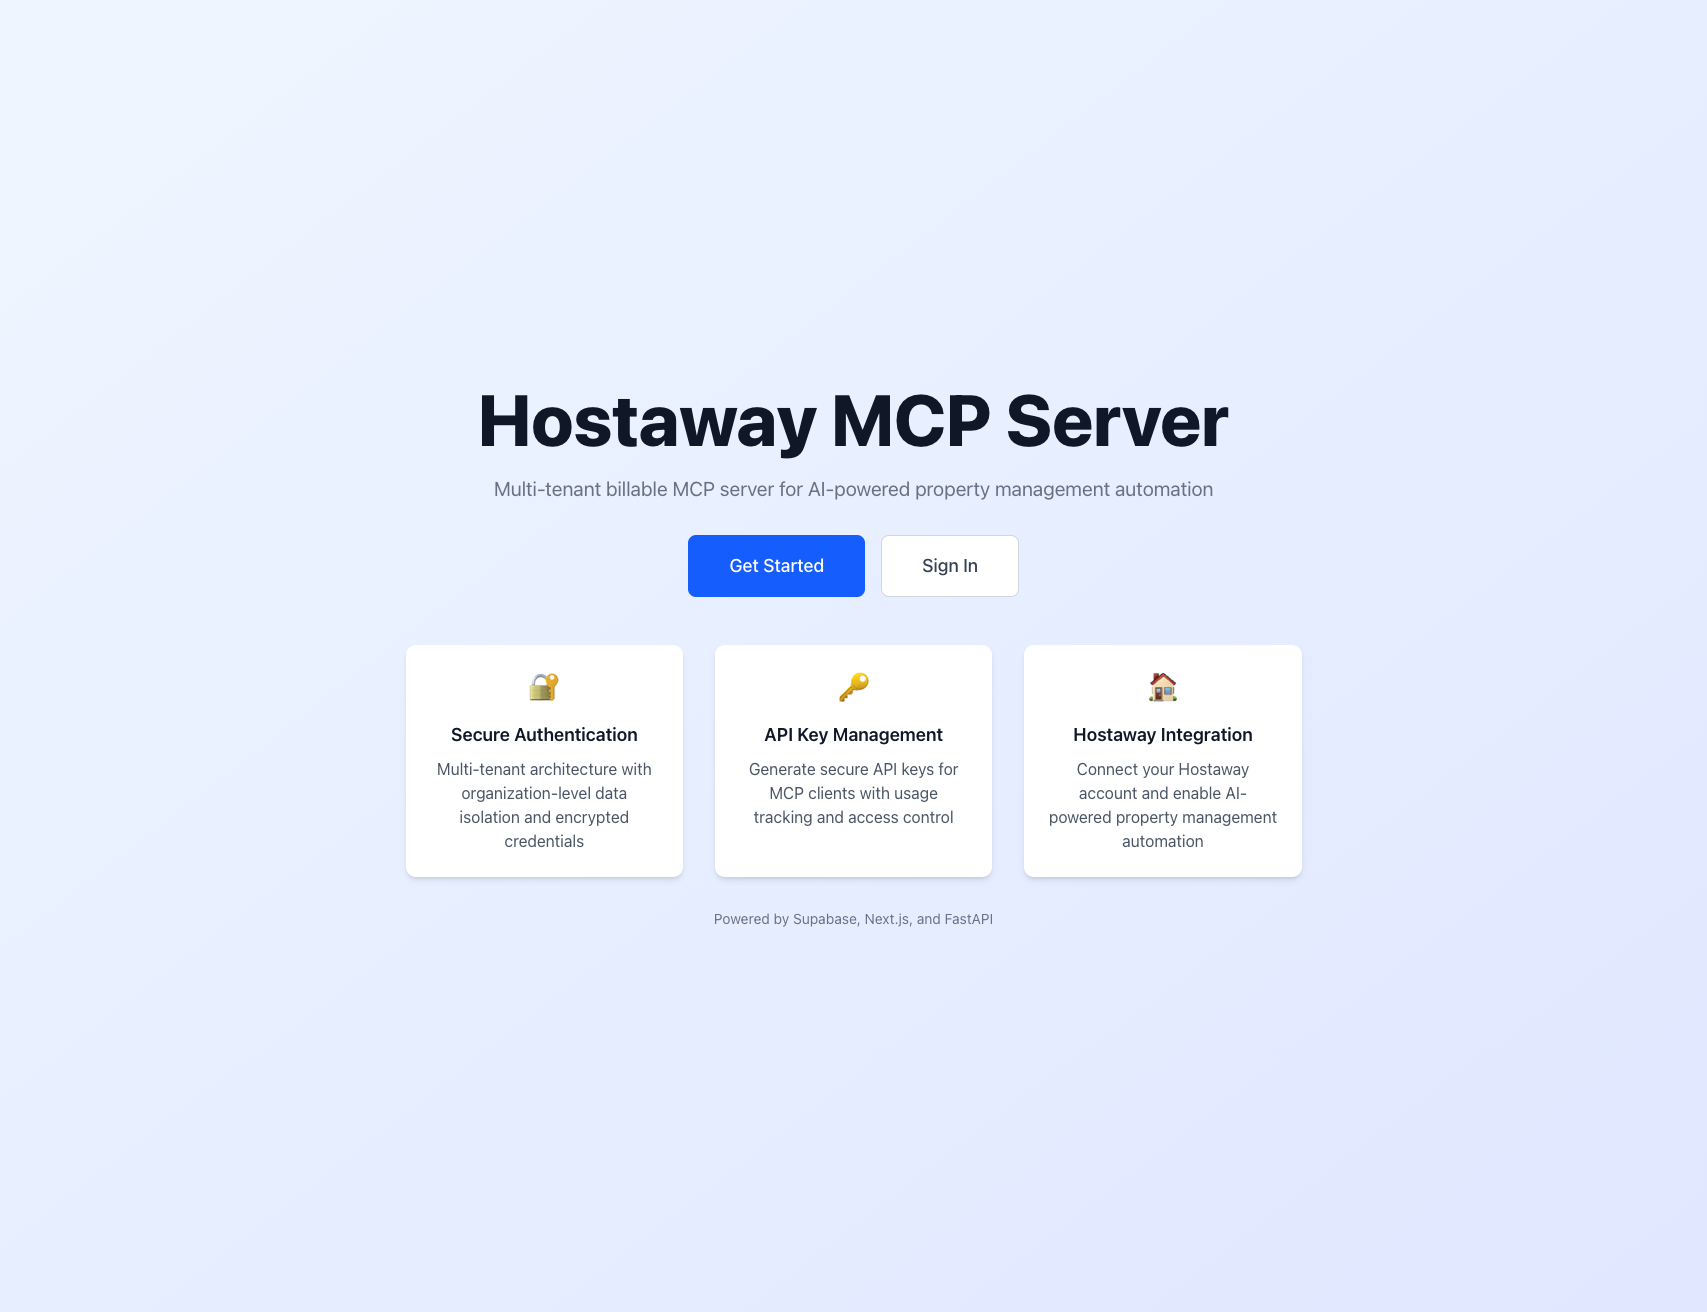 Hostaway MCP Server
Multi-tenant billable MCP server for AI-powered property management automation
Get Started
Sign In
Secure Authentication
Multi-tenant architecture with
organization-level data
isolation and encrypted
credentials
API Key Management
Generate secure API keys for
MCP clients with usage
tracking and access control
Hostaway Integration
Connect your Hostaway
account and enable AI-
powered property management
automation
Powered by Supabase, Next.js, and FastAPI